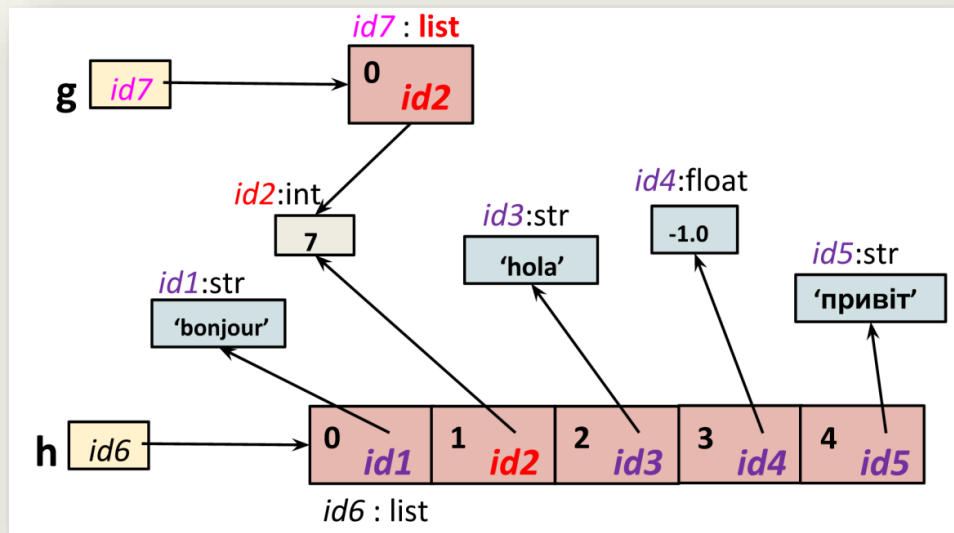 id7 : list
g id7
0 id2
id2:int
7
id4:float
-1.0
id3:str
'hola'
id5:str
'привіт'
id1:str
‘bonjour’
h id6
0 id1 1 id2 2 id3 3 id4 4 id5
id6 : list